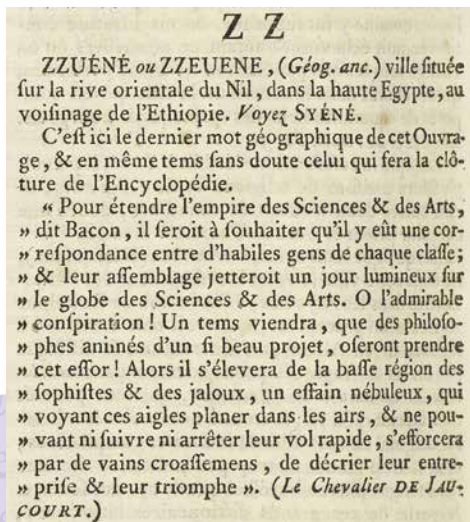 Z Z
ZZUÉNÉ ou ZZEUENE, (Géog. anc.) ville ſituée
ſur la rive orientale du Nil, dans la haute Egypte, au
voiſinage de l'Ethiopie. Voyez SYÉNÉ.
C'eſt ici le dernier mot géographique de cet Ouvra-
ge, & en même tems ſans doute celui qui fera la clô-
ture de l'Encyclopédie.
« Pour étendre l'empire des Sciences & des Arts,
» dit Bacon, il ſeroit à ſouhaiter qu'il y eût une cor-
» reſpondance entre d'habiles gens de chaque claſſe;
» & leur aſſemblage jetteroit un jour lumineux ſur
» le globe des Sciences & des Arts. O l'admirable
» conſpiration! Un tems viendra, que des philoſo-
» phes animés d'un ſi beau projet, oſeront prendre
» cet eſſor! Alors il s'élevera de la baſſe région des
» ſophiſtes & des jaloux, un eſſain nébuleux, qui
» voyant ces aigles planer dans les airs, & ne pou-
» vant ni ſuivre ni arrêter leur vol rapide, s'efforcera
» par de vains croaſſemens, de décrier leur entre-
» priſe & leur triomphe ». (Le Chevalier DE JAU-
COURT.)